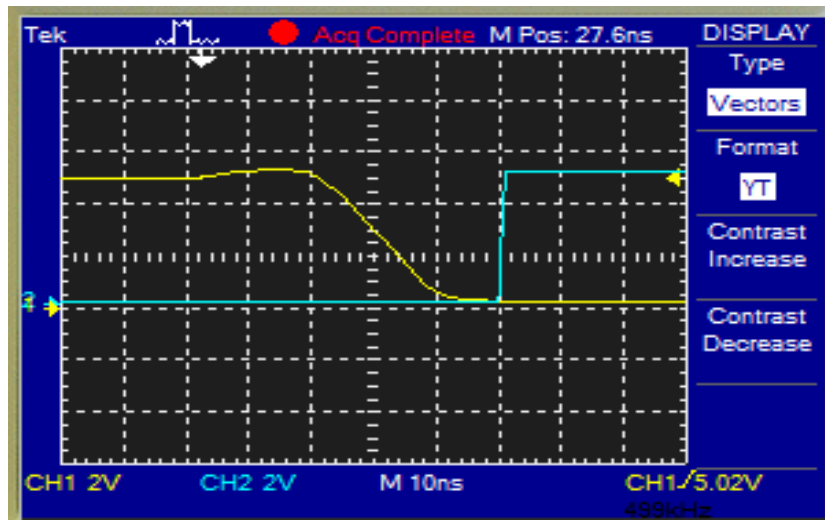 Tek Acq Complete M Pos: 27.6ns DISPLAY
Type
Vectors
Format
YT
Contrast
Increase
Contrast
Decrease
2
CH1 2V CH2 2V M 10ns CH1 5.02V
499kHz